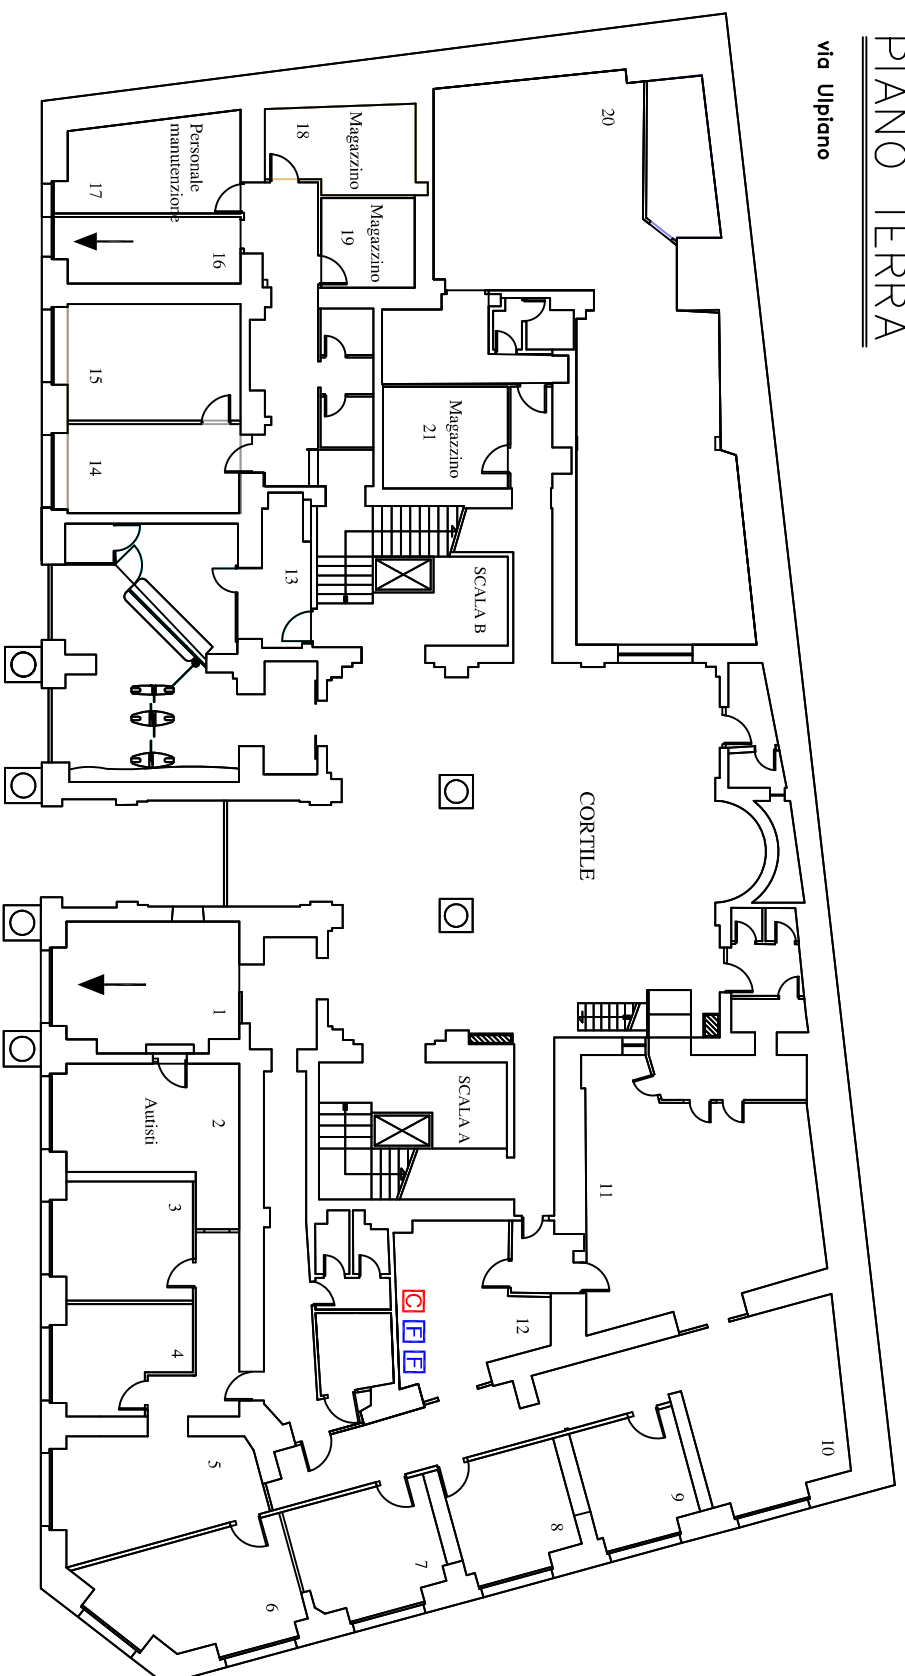 PIANO TERRA
via Ulpiano
20
Magazzino
18
Personale
manutenzione
17
Magazzino
19
16
15
Magazzino
21
14
SCALA B
13
CORTILE
1
SCALA A
2
Autisti
11
3
12
C F F
4
10
5
9
8
7
6